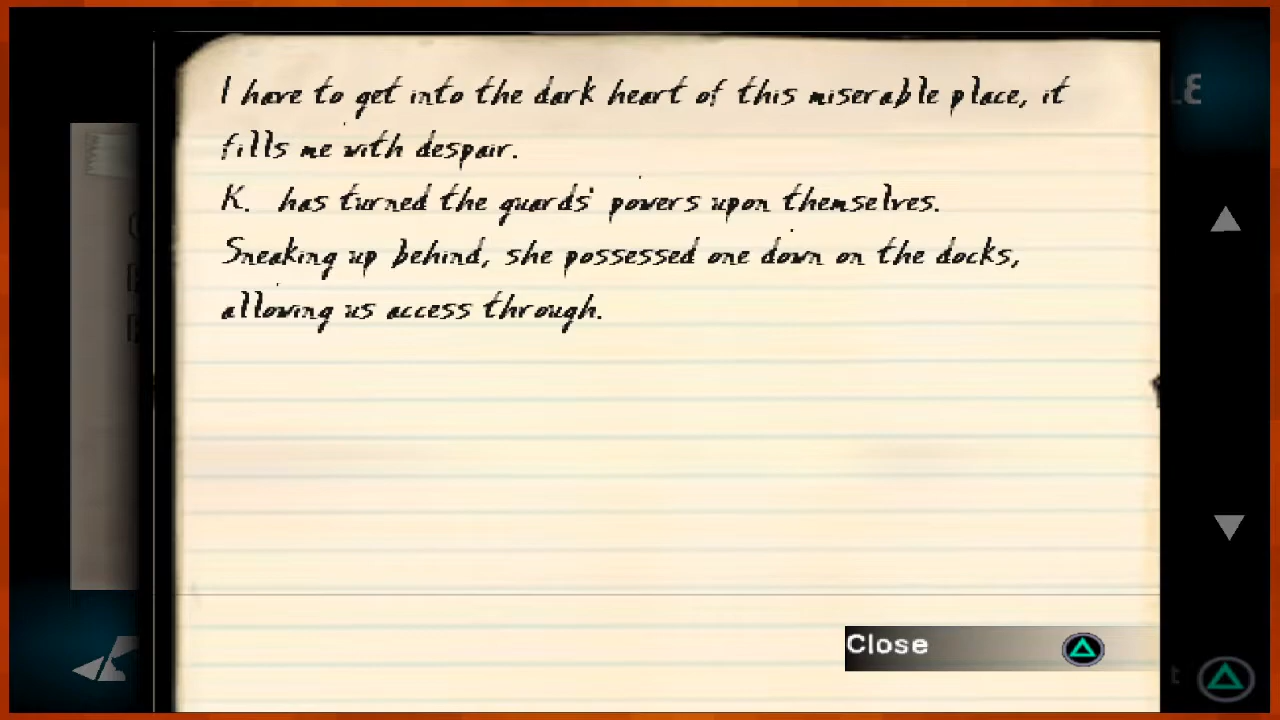 I have to get into the dark heart of this miserable place, it
fills me with despair.
K. has turned the guards' powers upon themselves.
Sneaking up behind, she possessed one down on the docks,
allowing us access through.
Close